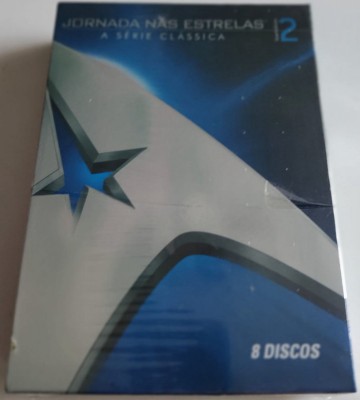 JORNADA NAS ESTRELAS
A SÉRIE CLÁSSICA
2
8 DISCOS